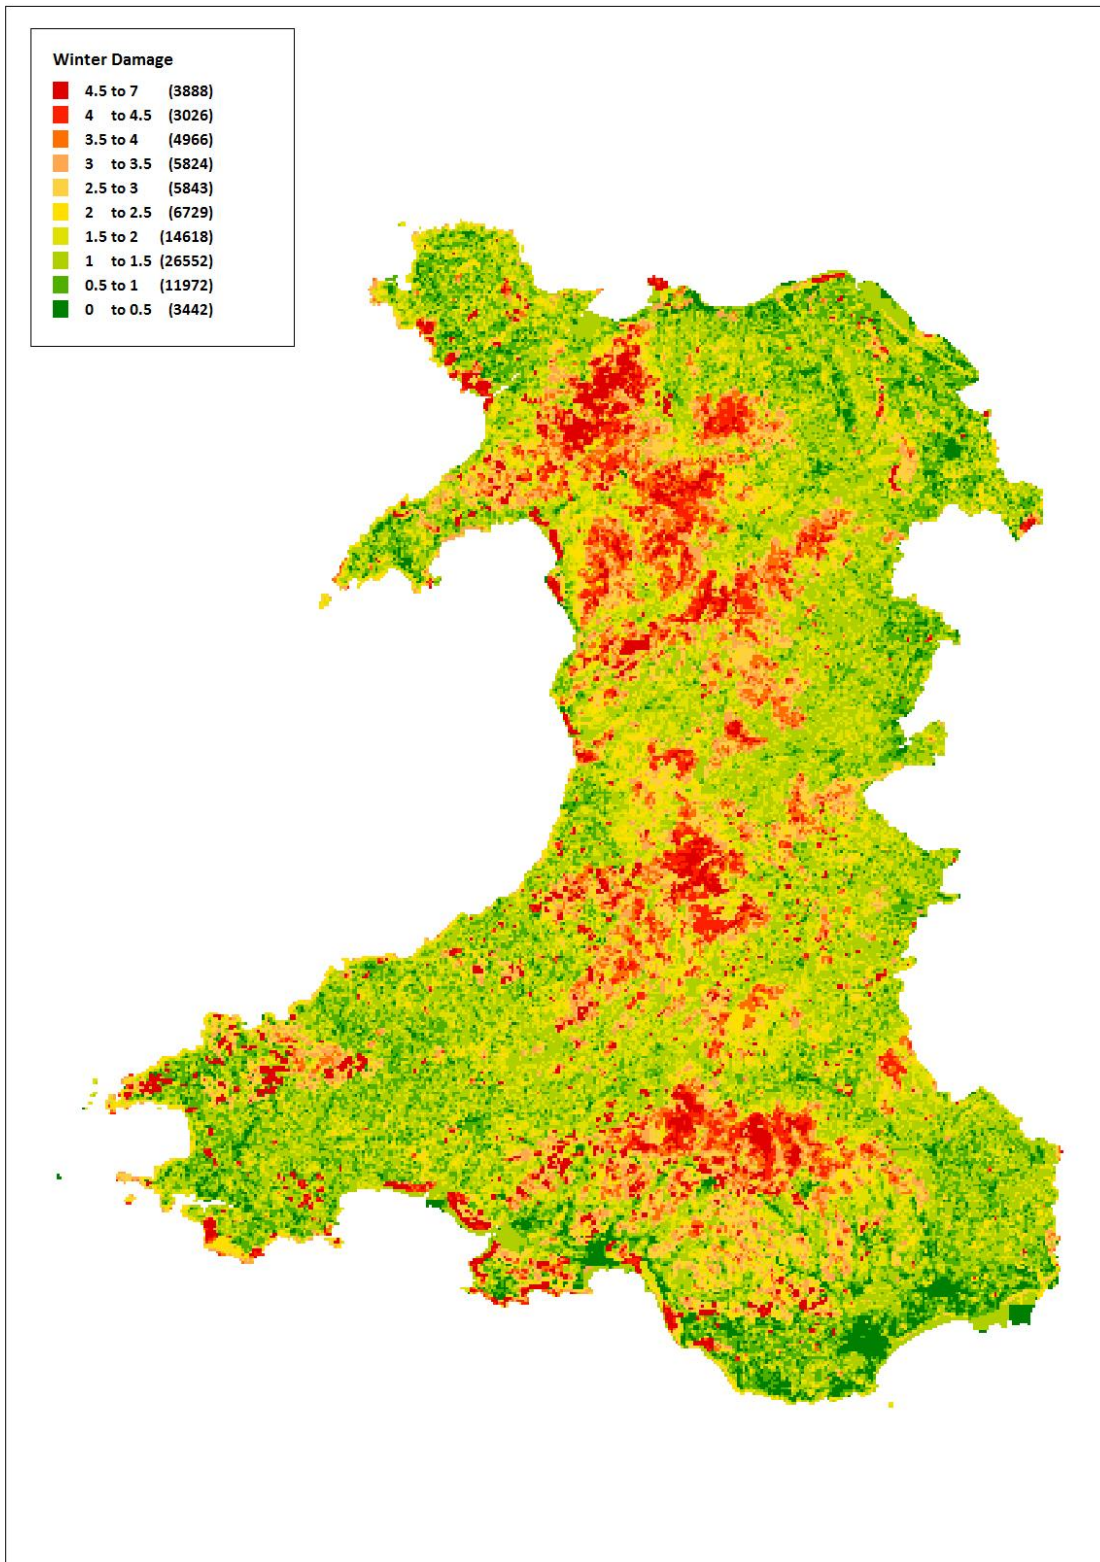 Winter Damage
4.5 to 7 (3888)
4 to 4.5 (3026)
3.5 to 4 (4966)
3 to 3.5 (5824)
2.5 to 3 (5843)
2 to 2.5 (6729)
1.5 to 2 (14618)
1 to 1.5 (26552)
0.5 to 1 (11972)
0 to 0.5 (3442)